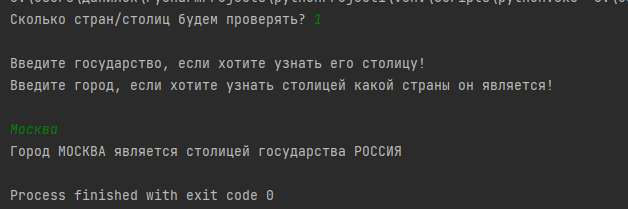 Сколько стран/столиц будем проверять? 1
Введите государство, если хотите узнать его столицу!
Введите город, если хотите узнать столицей какой страны он является!
Москва
Город МОСКВА является столицей государства РОССИЯ
Process finished with exit code 0